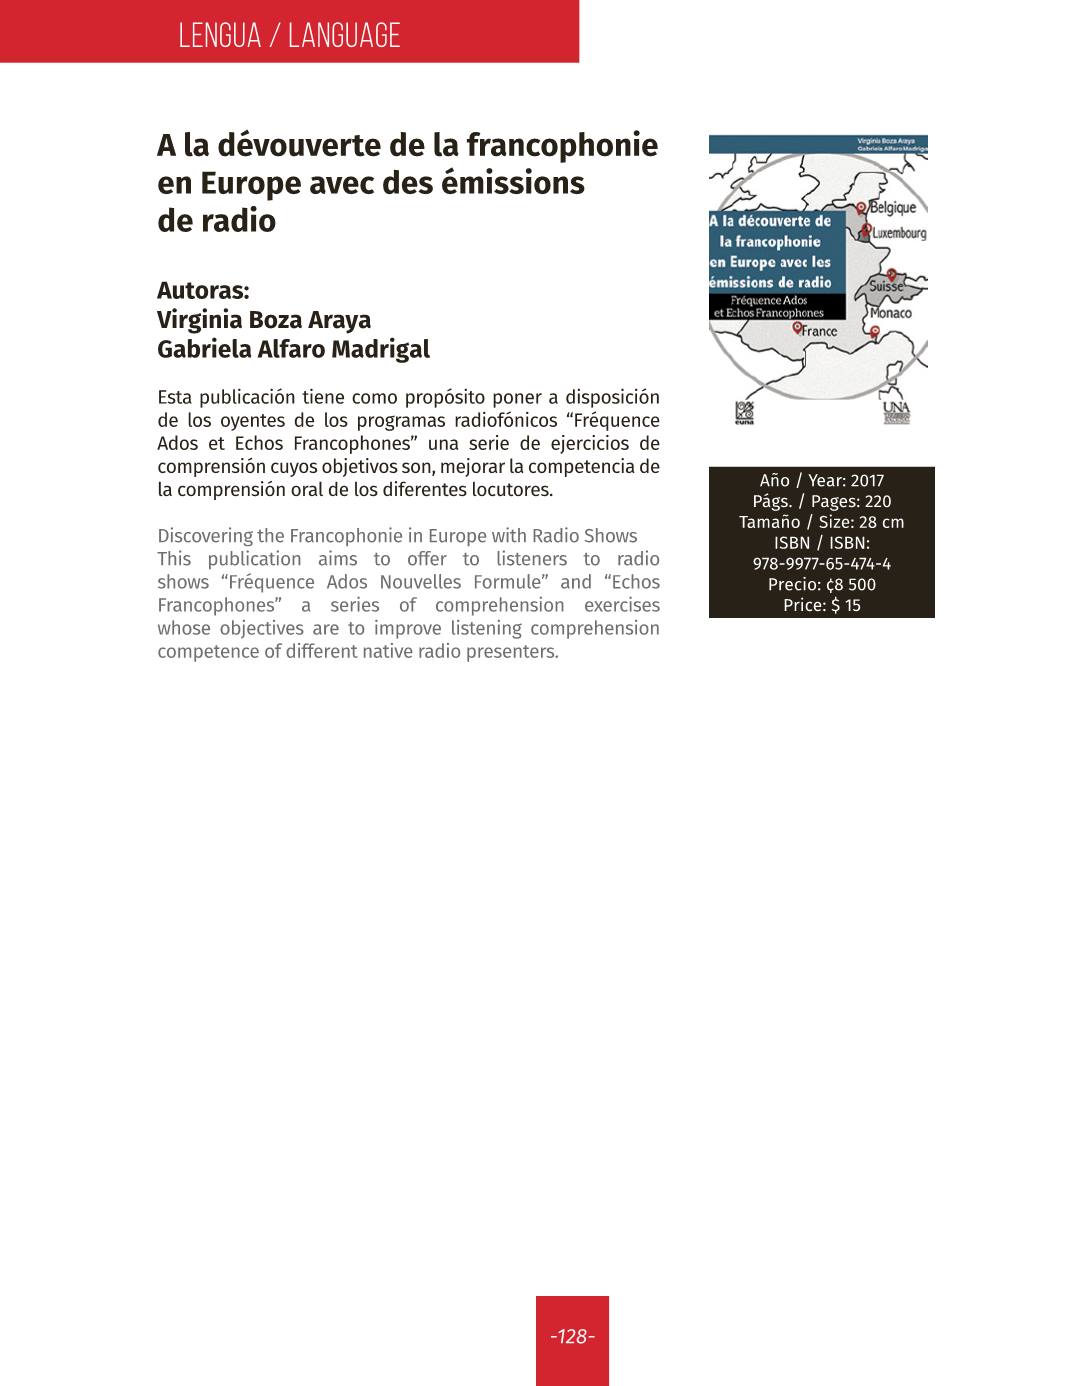 LENGUA / LANGUAGE
A la dévouverte de la francophonie
en Europe avec des émissions
de radio
Autoras:
Virginia Boza Araya
Gabriela Alfaro Madrigal
Esta publicación tiene como propósito poner a disposición
de los oyentes de los programas radiofónicos “Fréquence
Ados et Echos Francophones” una serie de ejercicios de
comprensión cuyos objetivos son, mejorar la competencia de
la comprensión oral de los diferentes locutores.
Discovering the Francophonie in Europe with Radio Shows
This publication aims to offer to listeners to radio
shows “Fréquence Ados Nouvelles Formule” and “Echos
Francophones” a series of comprehension exercises
whose objectives are to improve listening comprehension
competence of different native radio presenters.
Virginia Boza Araya
Gabriela Alfaro Madriga
Belgique
Luxembourg
A la découverte de
la francophonie
en Europe avec les
émissions de radio
Fréquence Ados
et Echos Francophones
Suisse
Monaco
France
euna
UNA
Año / Year: 2017
Págs. / Pages: 220
Tamaño / Size: 28 cm
ISBN / ISBN:
978-9977-65-474-4
Precio: ¢8 500
Price: $ 15
-128-